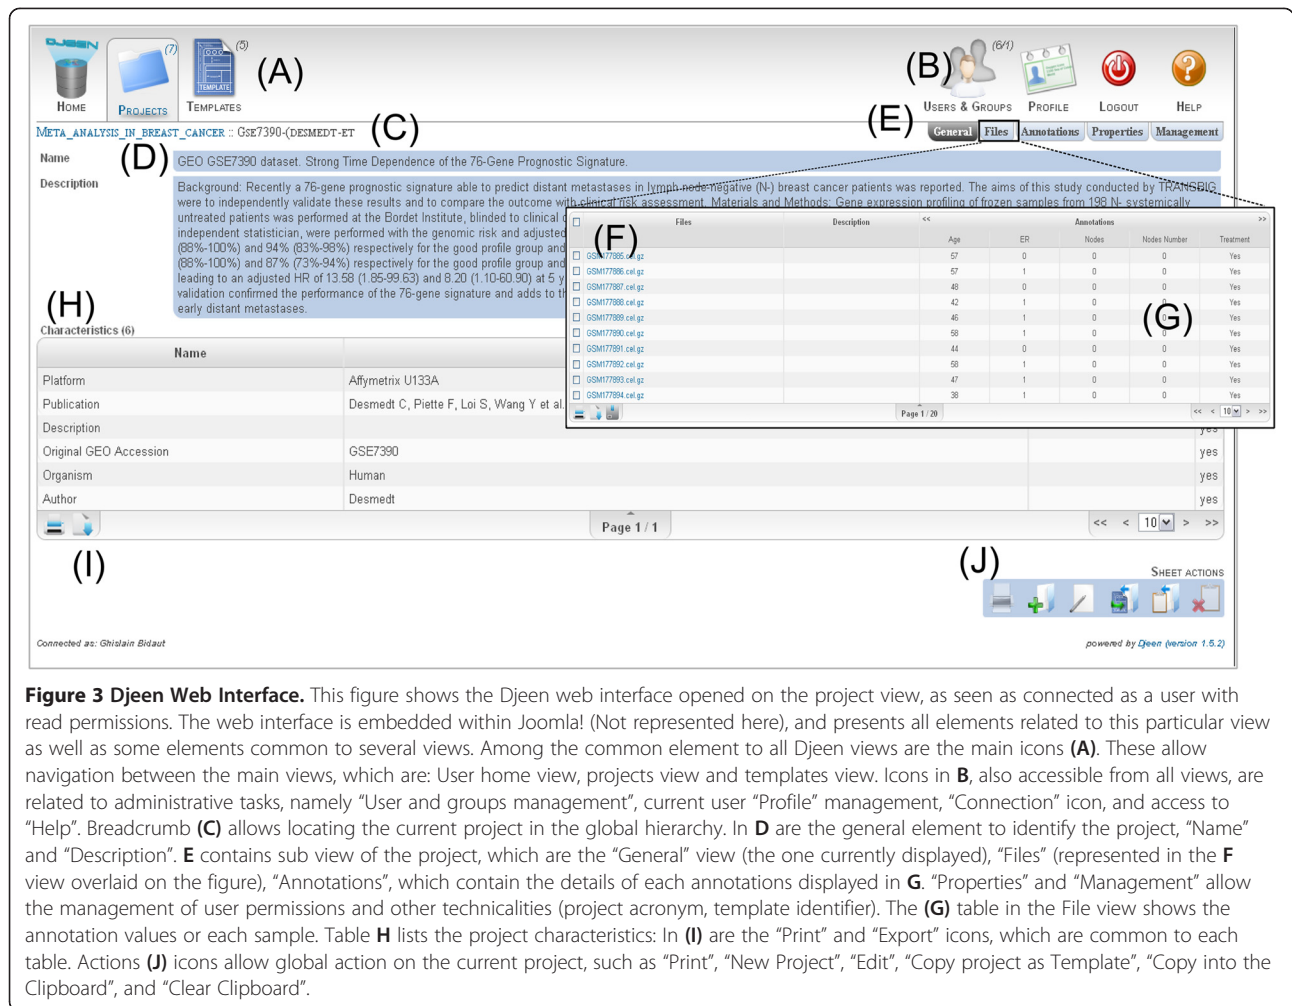 DJEEN
(7)
(5)
(A)
(B)
(6/1)
HOME
PROJECTS
TEMPLATES
USERS & GROUPS
PROFILE
LOGOUT
HELP
TEMPLATE
META_ANALYSIS_IN_BREAST_CANCER :: GSE7390-(DESMEDT-ET
(C)
(E)
General Files Annotations Properties Management
(D)
Name
GEO GSE7390 dataset. Strong Time Dependence of the 76-Gene Prognostic Signature.
Description
Background: Recently a 76-gene prognostic signature able to predict distant metastases in lymph node-negative (N-) breast cancer patients was reported. The aims of this study conducted by TRANSBIG
were to independently validate these results and to compare the outcome with clinical risk assessment. Materials and Methods: Gene expression profiling of frozen samples from 198 N- systemically
untreated patients was performed at the Bordet Institute, blinded to clinical
independent statistician, were performed with the genomic risk and adjusted
(88%-100%) and 94% (83%-98%) respectively for the good profile group and
(88%-100%) and 87% (73%-94%) respectively for the good profile group and
leading to an adjusted HR of 13.58 (1.85-99.63) and 8.20 (1.10-60.90) at 5 y
validation confirmed the performance of the 76-gene signature and adds to th
early distant metastases.
(F)
Files Description << Annotations >>
Age ER Nodes Nodes Number Treatment
GSM177885.cel.gz 57 0 0 0 Yes
GSM177886.cel.gz 57 1 0 0 Yes
GSM177887.cel.gz 48 0 0 0 Yes
GSM177888.cel.gz 42 1 0 0 Yes
GSM177889.cel.gz 46 1 0 0 Yes
GSM177890.cel.gz 58 1 0 0 Yes
GSM177891.cel.gz 44 0 0 0 Yes
GSM177892.cel.gz 58 1 0 0 Yes
GSM177893.cel.gz 47 1 0 0 Yes
GSM177894.cel.gz 38 1 0 0 Yes
(G)
Page 1 / 20
<< < 10 > >>
(H)
Characteristics (6)
Name
Platform Affymetrix U133A
Publication Desmedt C, Piette F, Loi S, Wang Y et al.
Description yes
Original GEO Accession GSE7390 yes
Organism Human yes
Author Desmedt yes
Page 1 / 1
<< < 10 > >>
(I)
(J)
SHEET ACTIONS
Connected as: Ghislain Bidaut
powered by Djeen (version 1.5.2)
Figure 3 Djeen Web Interface. This figure shows the Djeen web interface opened on the project view, as seen as connected as a user with
read permissions. The web interface is embedded within Joomla! (Not represented here), and presents all elements related to this particular view
as well as some elements common to several views. Among the common element to all Djeen views are the main icons (A). These allow
navigation between the main views, which are: User home view, projects view and templates view. Icons in B, also accessible from all views, are
related to administrative tasks, namely “User and groups management”, current user “Profile” management, “Connection” icon, and access to
“Help”. Breadcrumb (C) allows locating the current project in the global hierarchy. In D are the general element to identify the project, “Name”
and “Description”. E contains sub view of the project, which are the “General” view (the one currently displayed), “Files” (represented in the F
view overlaid on the figure), “Annotations”, which contain the details of each annotations displayed in G. “Properties” and “Management” allow
the management of user permissions and other technicalities (project acronym, template identifier). The (G) table in the File view shows the
annotation values or each sample. Table H lists the project characteristics: In (I) are the “Print” and “Export” icons, which are common to each
table. Actions (J) icons allow global action on the current project, such as “Print”, “New Project”, “Edit”, “Copy project as Template”, “Copy into the
Clipboard”, and “Clear Clipboard”.